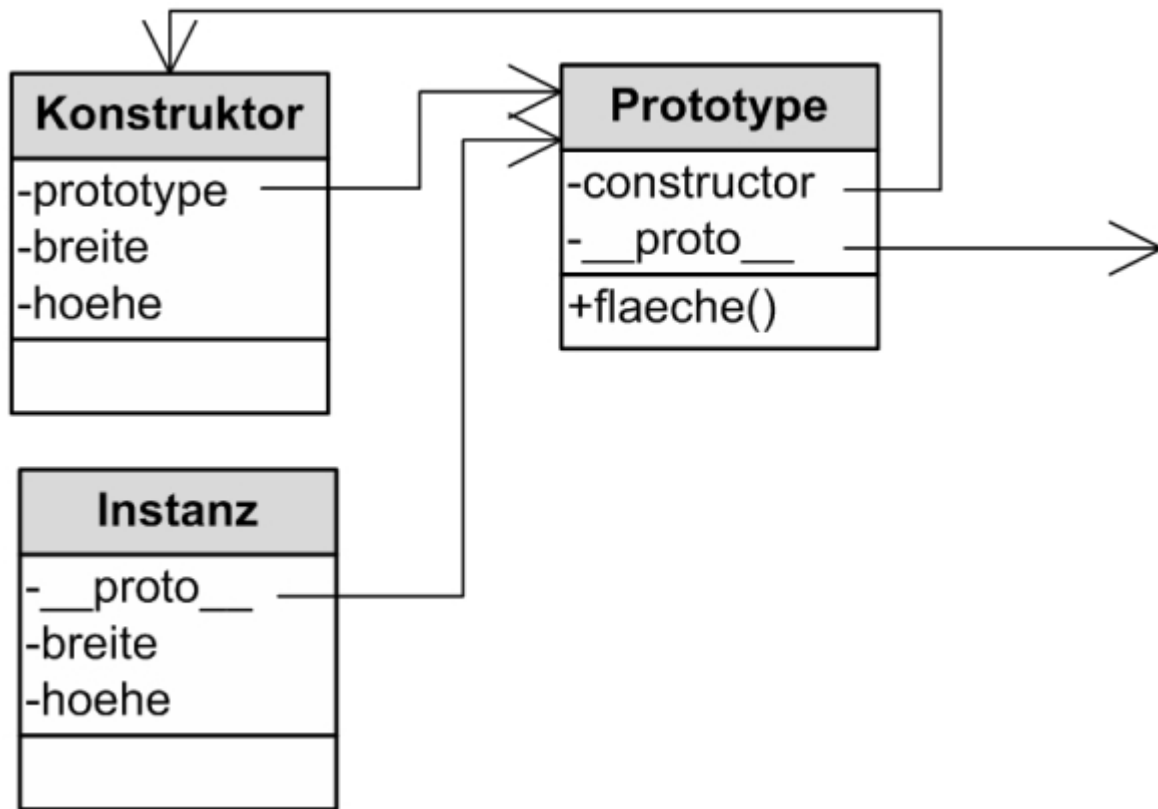 Konstruktor
-prototype
-breite
-hoehe
Prototype
-constructor
-__proto__
+flaeche()
Instanz
-__proto__
-breite
-hoehe